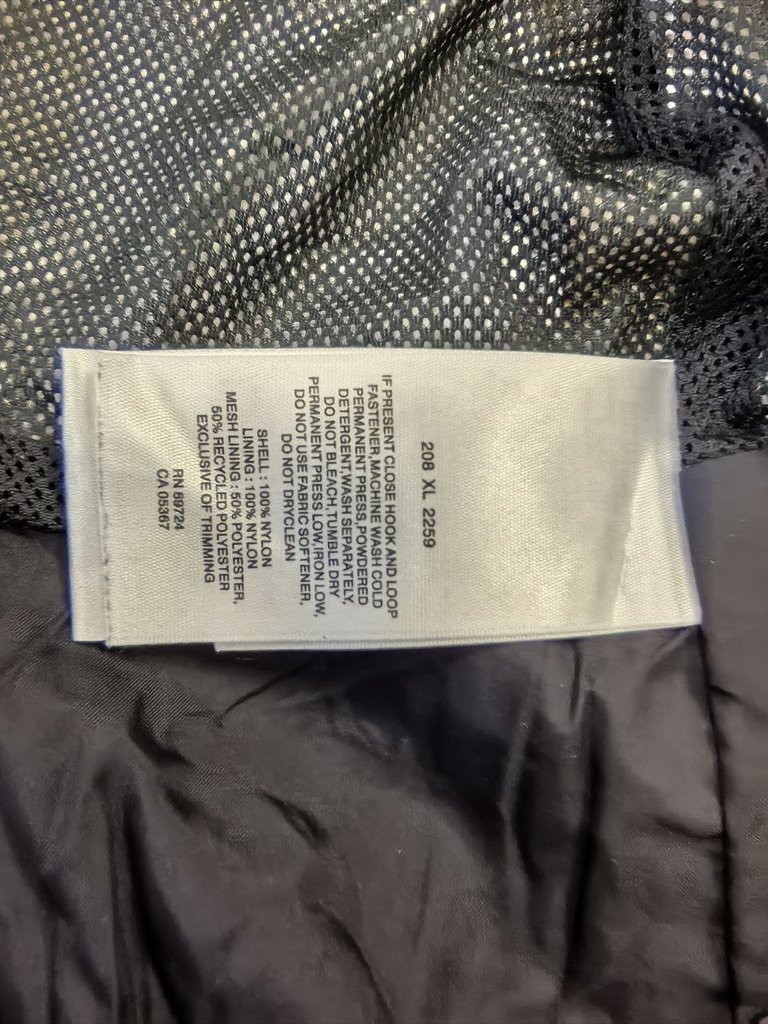 208 XL 2259
IF PRESENT CLOSE HOOK AND LOOP
FASTENER,MACHINE WASH COLD
PERMANENT PRESS,POWDERED
DETERGENT,WASH SEPARATELY,
DO NOT BLEACH,TUMBLE DRY
PERMANENT PRESS LOW,IRON LOW,
DO NOT USE FABRIC SOFTENER,
DO NOT DRYCLEAN
SHELL : 100% NYLON
LINING : 100% NYLON
MESH LINING : 50% POLYESTER,
50% RECYCLED POLYESTER
EXCLUSIVE OF TRIMMING
RN 69724
CA 05367